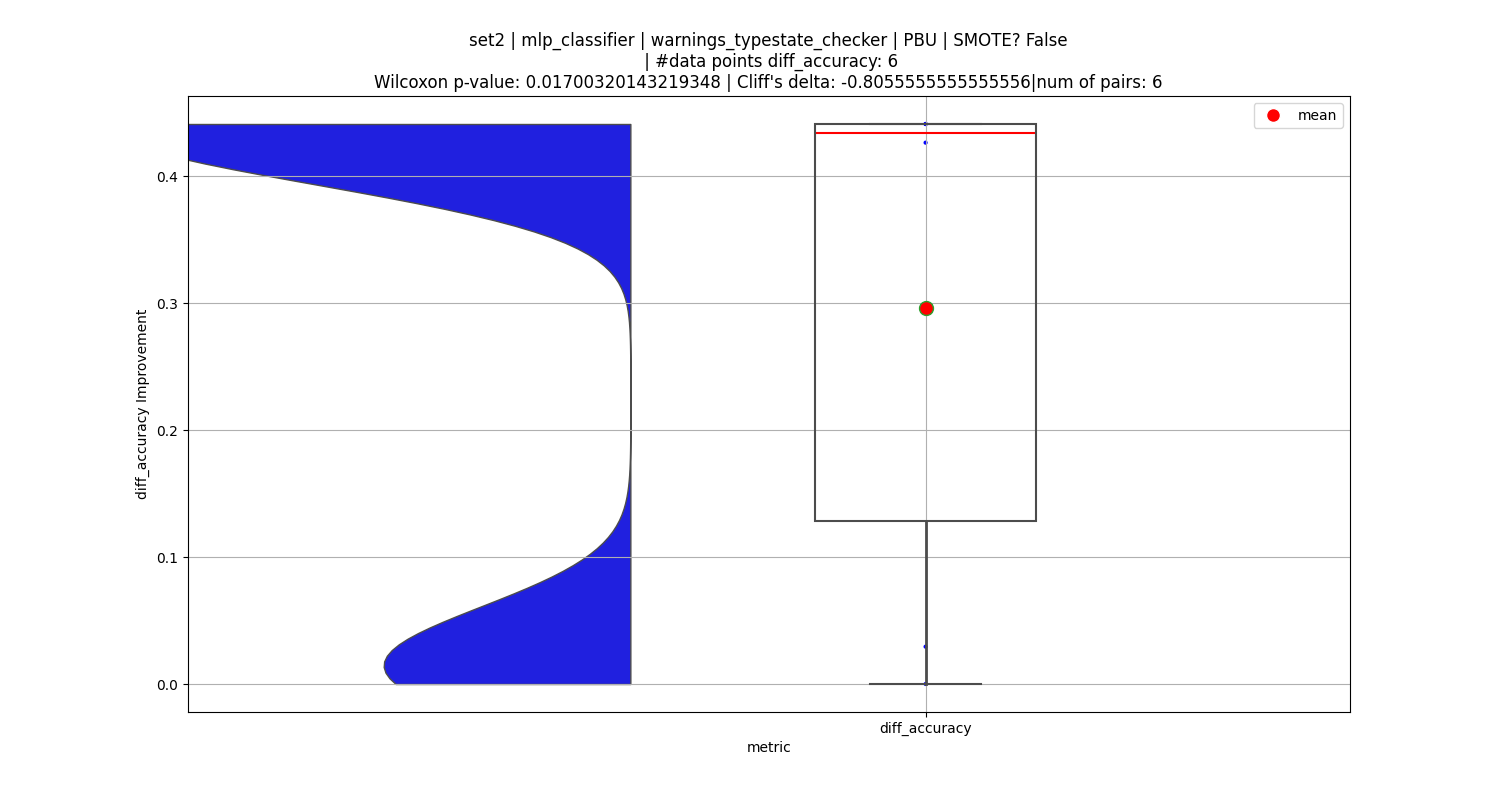 set2 | mlp_classifier | warnings_typestate_checker | PBU | SMOTE? False
| #data points diff_accuracy: 6
Wilcoxon p-value: 0.01700320143219348 | Cliff's delta: -0.8055555555555556|num of pairs: 6
mean
0.4
0.3
0.2
0.1
0.0
diff_accuracy Improvement
diff_accuracy
metric